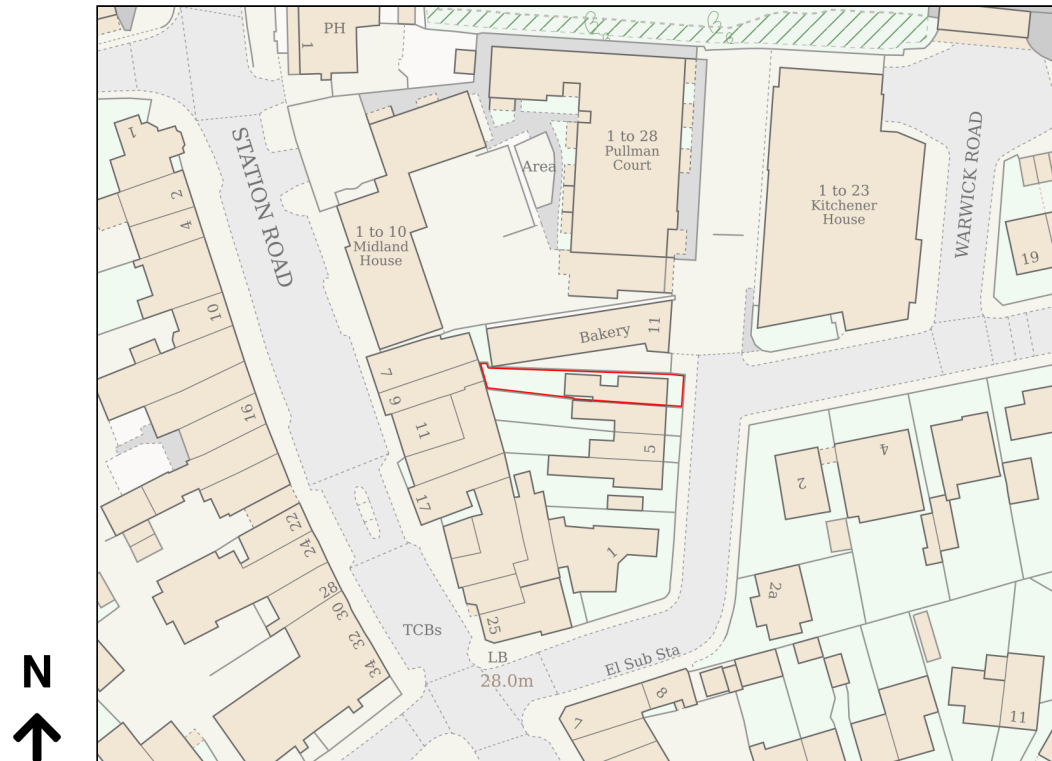 PH
1
1
2
4
10
16
22
24
28
30
32
34
STATION ROAD
1 to 10
Midland
House
Area
1 to 28
Pullman
Court
1 to 23
Kitchener
House
WARWICK ROAD
19
Bakery
11
7
9
11
17
25
5
1
2
4
2a
TCBs
LB
28.0m
El Sub Sta
7
8
11
N